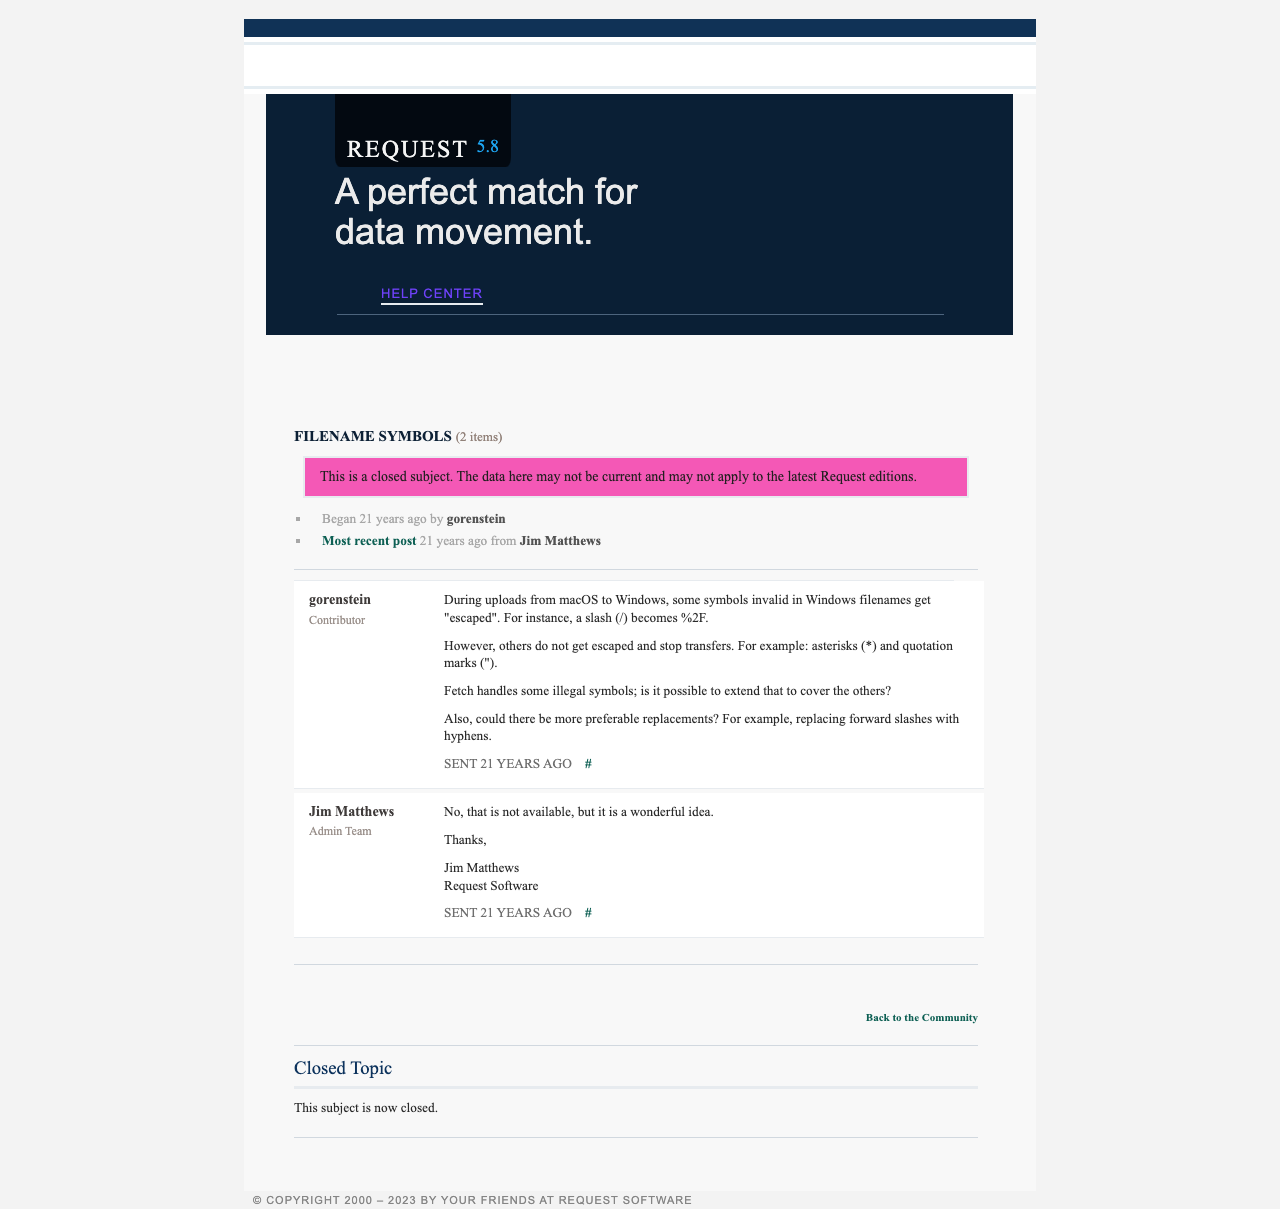 REQUEST 5.8
A perfect match for
data movement.
HELP CENTER
FILENAME SYMBOLS (2 items)
This is a closed subject. The data here may not be current and may not apply to the latest Request editions.
Began 21 years ago by gorenstein
Most recent post 21 years ago from Jim Matthews
gorenstein
Contributor
During uploads from macOS to Windows, some symbols invalid in Windows filenames get
"escaped". For instance, a slash (/) becomes %2F.
However, others do not get escaped and stop transfers. For example: asterisks (*) and quotation
marks (").
Fetch handles some illegal symbols; is it possible to extend that to cover the others?
Also, could there be more preferable replacements? For example, replacing forward slashes with
hyphens.
SENT 21 YEARS AGO #
Jim Matthews
Admin Team
No, that is not available, but it is a wonderful idea.
Thanks,
Jim Matthews
Request Software
SENT 21 YEARS AGO #
Back to the Community
Closed Topic
This subject is now closed.
© COPYRIGHT 2000 – 2023 BY YOUR FRIENDS AT REQUEST SOFTWARE